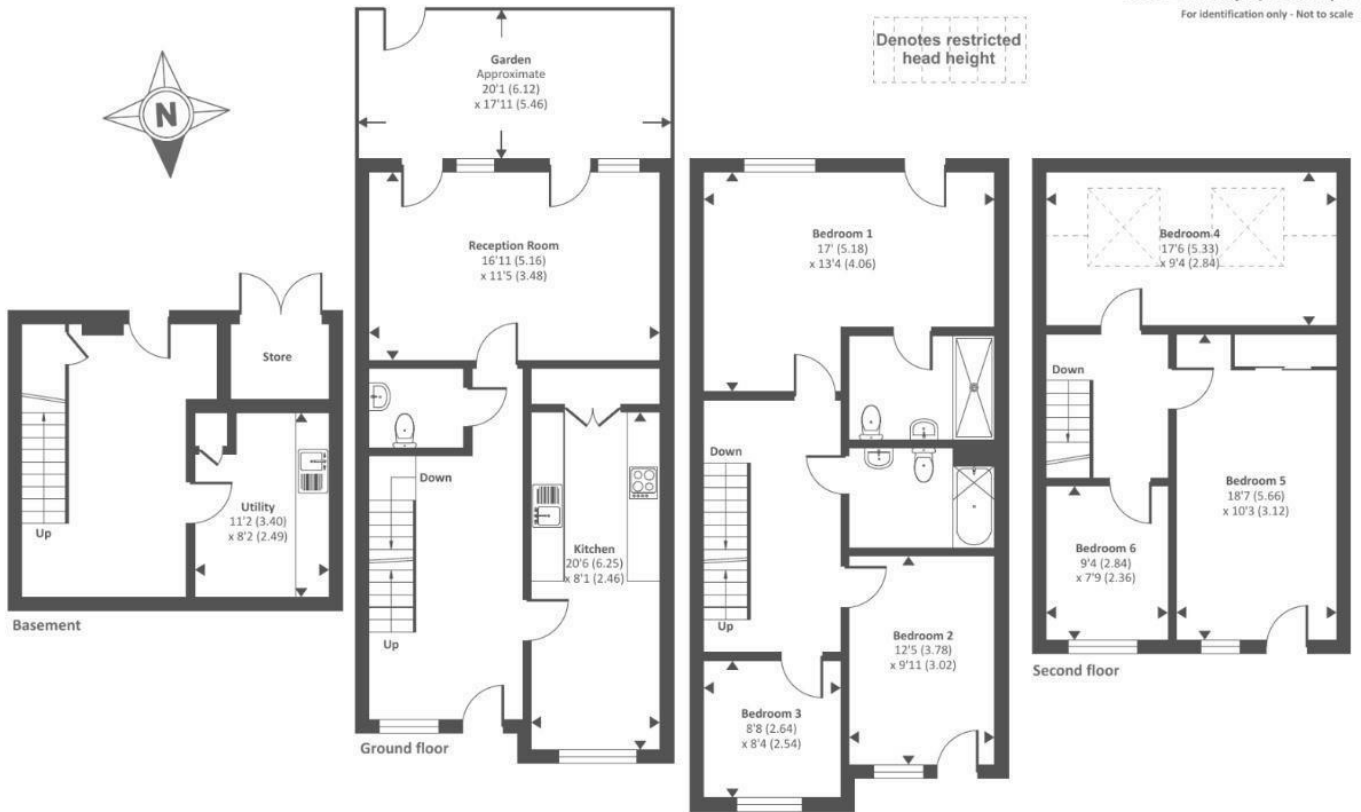 For identification only - Not to scale
Denotes restricted
head height
N
Garden
Approximate
20'1 (6.12)
x 17'11 (5.46)
Reception Room
16'11 (5.16)
x 11'5 (3.48)
Down
Up
Kitchen
20'6 (6.25)
x 8'1 (2.46)
Ground floor
Store
Utility
11'2 (3.40)
x 8'2 (2.49)
Up
Basement
Bedroom 1
17' (5.18)
x 13'4 (4.06)
Down
Up
Bedroom 2
12'5 (3.78)
x 9'11 (3.02)
Bedroom 3
8'8 (2.64)
x 8'4 (2.54)
Bedroom 4
17'6 (5.33)
x 9'4 (2.84)
Down
Bedroom 5
18'7 (5.66)
x 10'3 (3.12)
Bedroom 6
9'4 (2.84)
x 7'9 (2.36)
Second floor